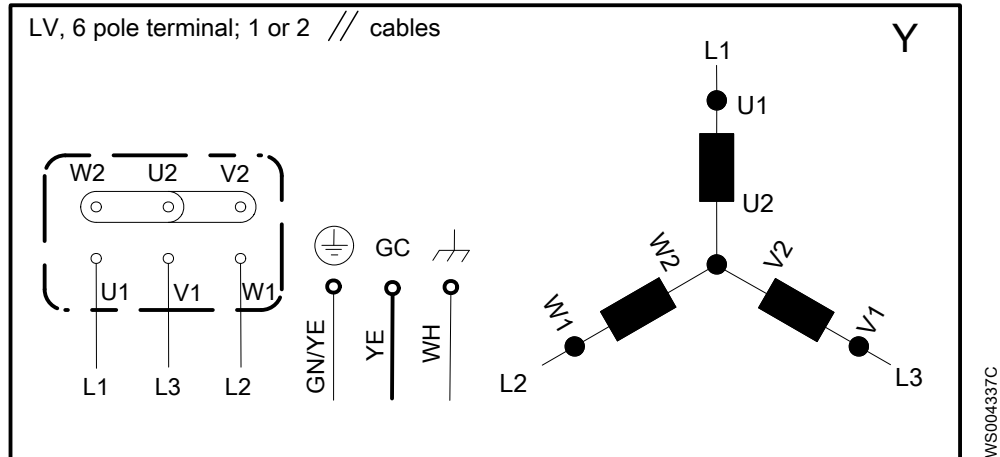 LV, 6 pole terminal; 1 or 2 // cables
Y
W2 U2 V2
U1 V1 W1
L1 L3 L2
GC
GN/YE
YE
WH
L1
U1
U2
W2
V2
W1
V1
L2
L3
WS004337C